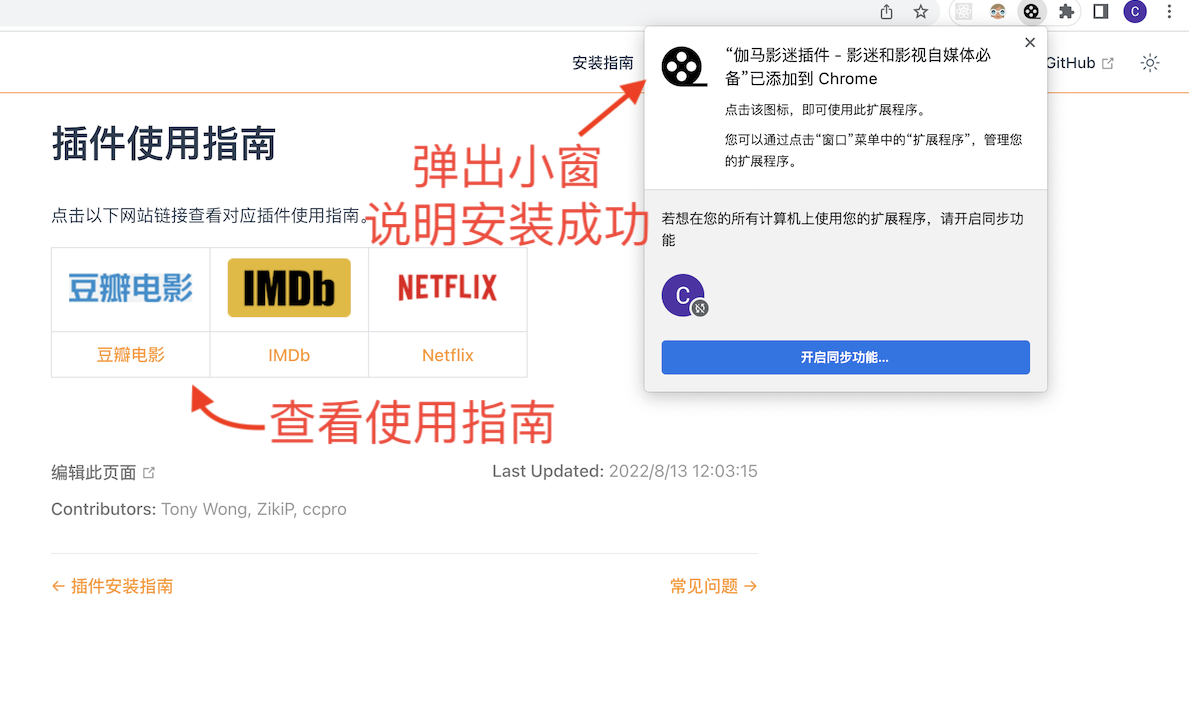 C
安装指南
GitHub
“伽马影迷插件 - 影迷和影视自媒体必
备”已添加到 Chrome
点击该图标，即可使用此扩展程序。
您可以通过点击“窗口”菜单中的“扩展程序”，管理您
的扩展程序。
若想在您的所有计算机上使用您的扩展程序，请开启同步功
能
C
开启同步功能...
插件使用指南
弹出小窗
说明安装成功
点击以下网站链接查看对应插件使用指南。
豆瓣电影
IMDb
NETFLIX
豆瓣电影
IMDb
Netflix
查看使用指南
编辑此页面
Last Updated: 2022/8/13 12:03:15
Contributors: Tony Wong, ZikiP, ccpro
← 插件安装指南
常见问题 →